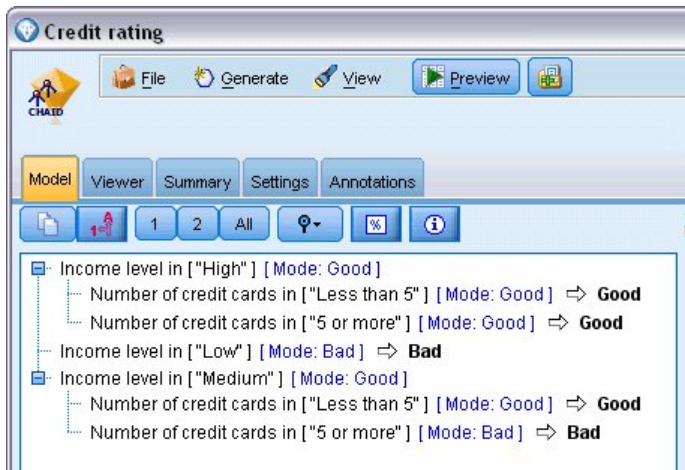 Credit rating
CHAID
File Generate View Preview
Model Viewer Summary Settings Annotations
1 A 1 2 All %
Income level in ["High"] [Mode: Good]
Number of credit cards in ["Less than 5"] [Mode: Good] ⇨ Good
Number of credit cards in ["5 or more"] [Mode: Good] ⇨ Good
Income level in ["Low"] [Mode: Bad] ⇨ Bad
Income level in ["Medium"] [Mode: Good]
Number of credit cards in ["Less than 5"] [Mode: Good] ⇨ Good
Number of credit cards in ["5 or more"] [Mode: Bad] ⇨ Bad